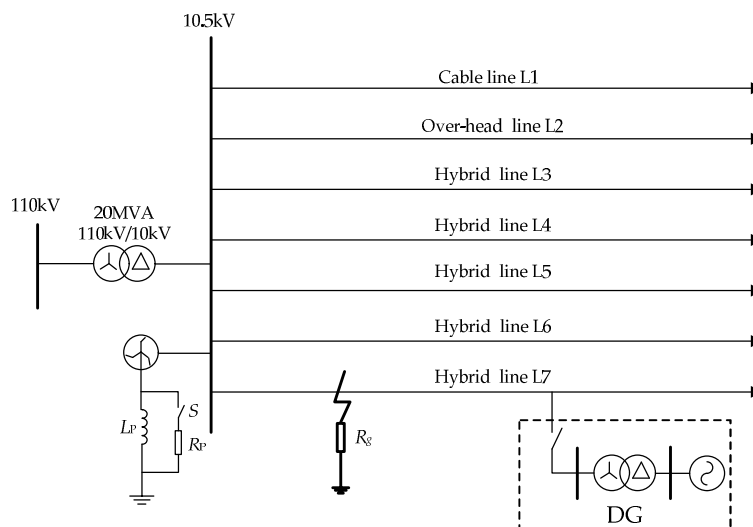 10.5kV
Cable line L1
Over-head line L2
Hybrid line L3
110kV
20MVA
110kV/10kV
Hybrid line L4
Hybrid line L5
Hybrid line L6
Hybrid line L7
S
LP
RP
Rg
DG